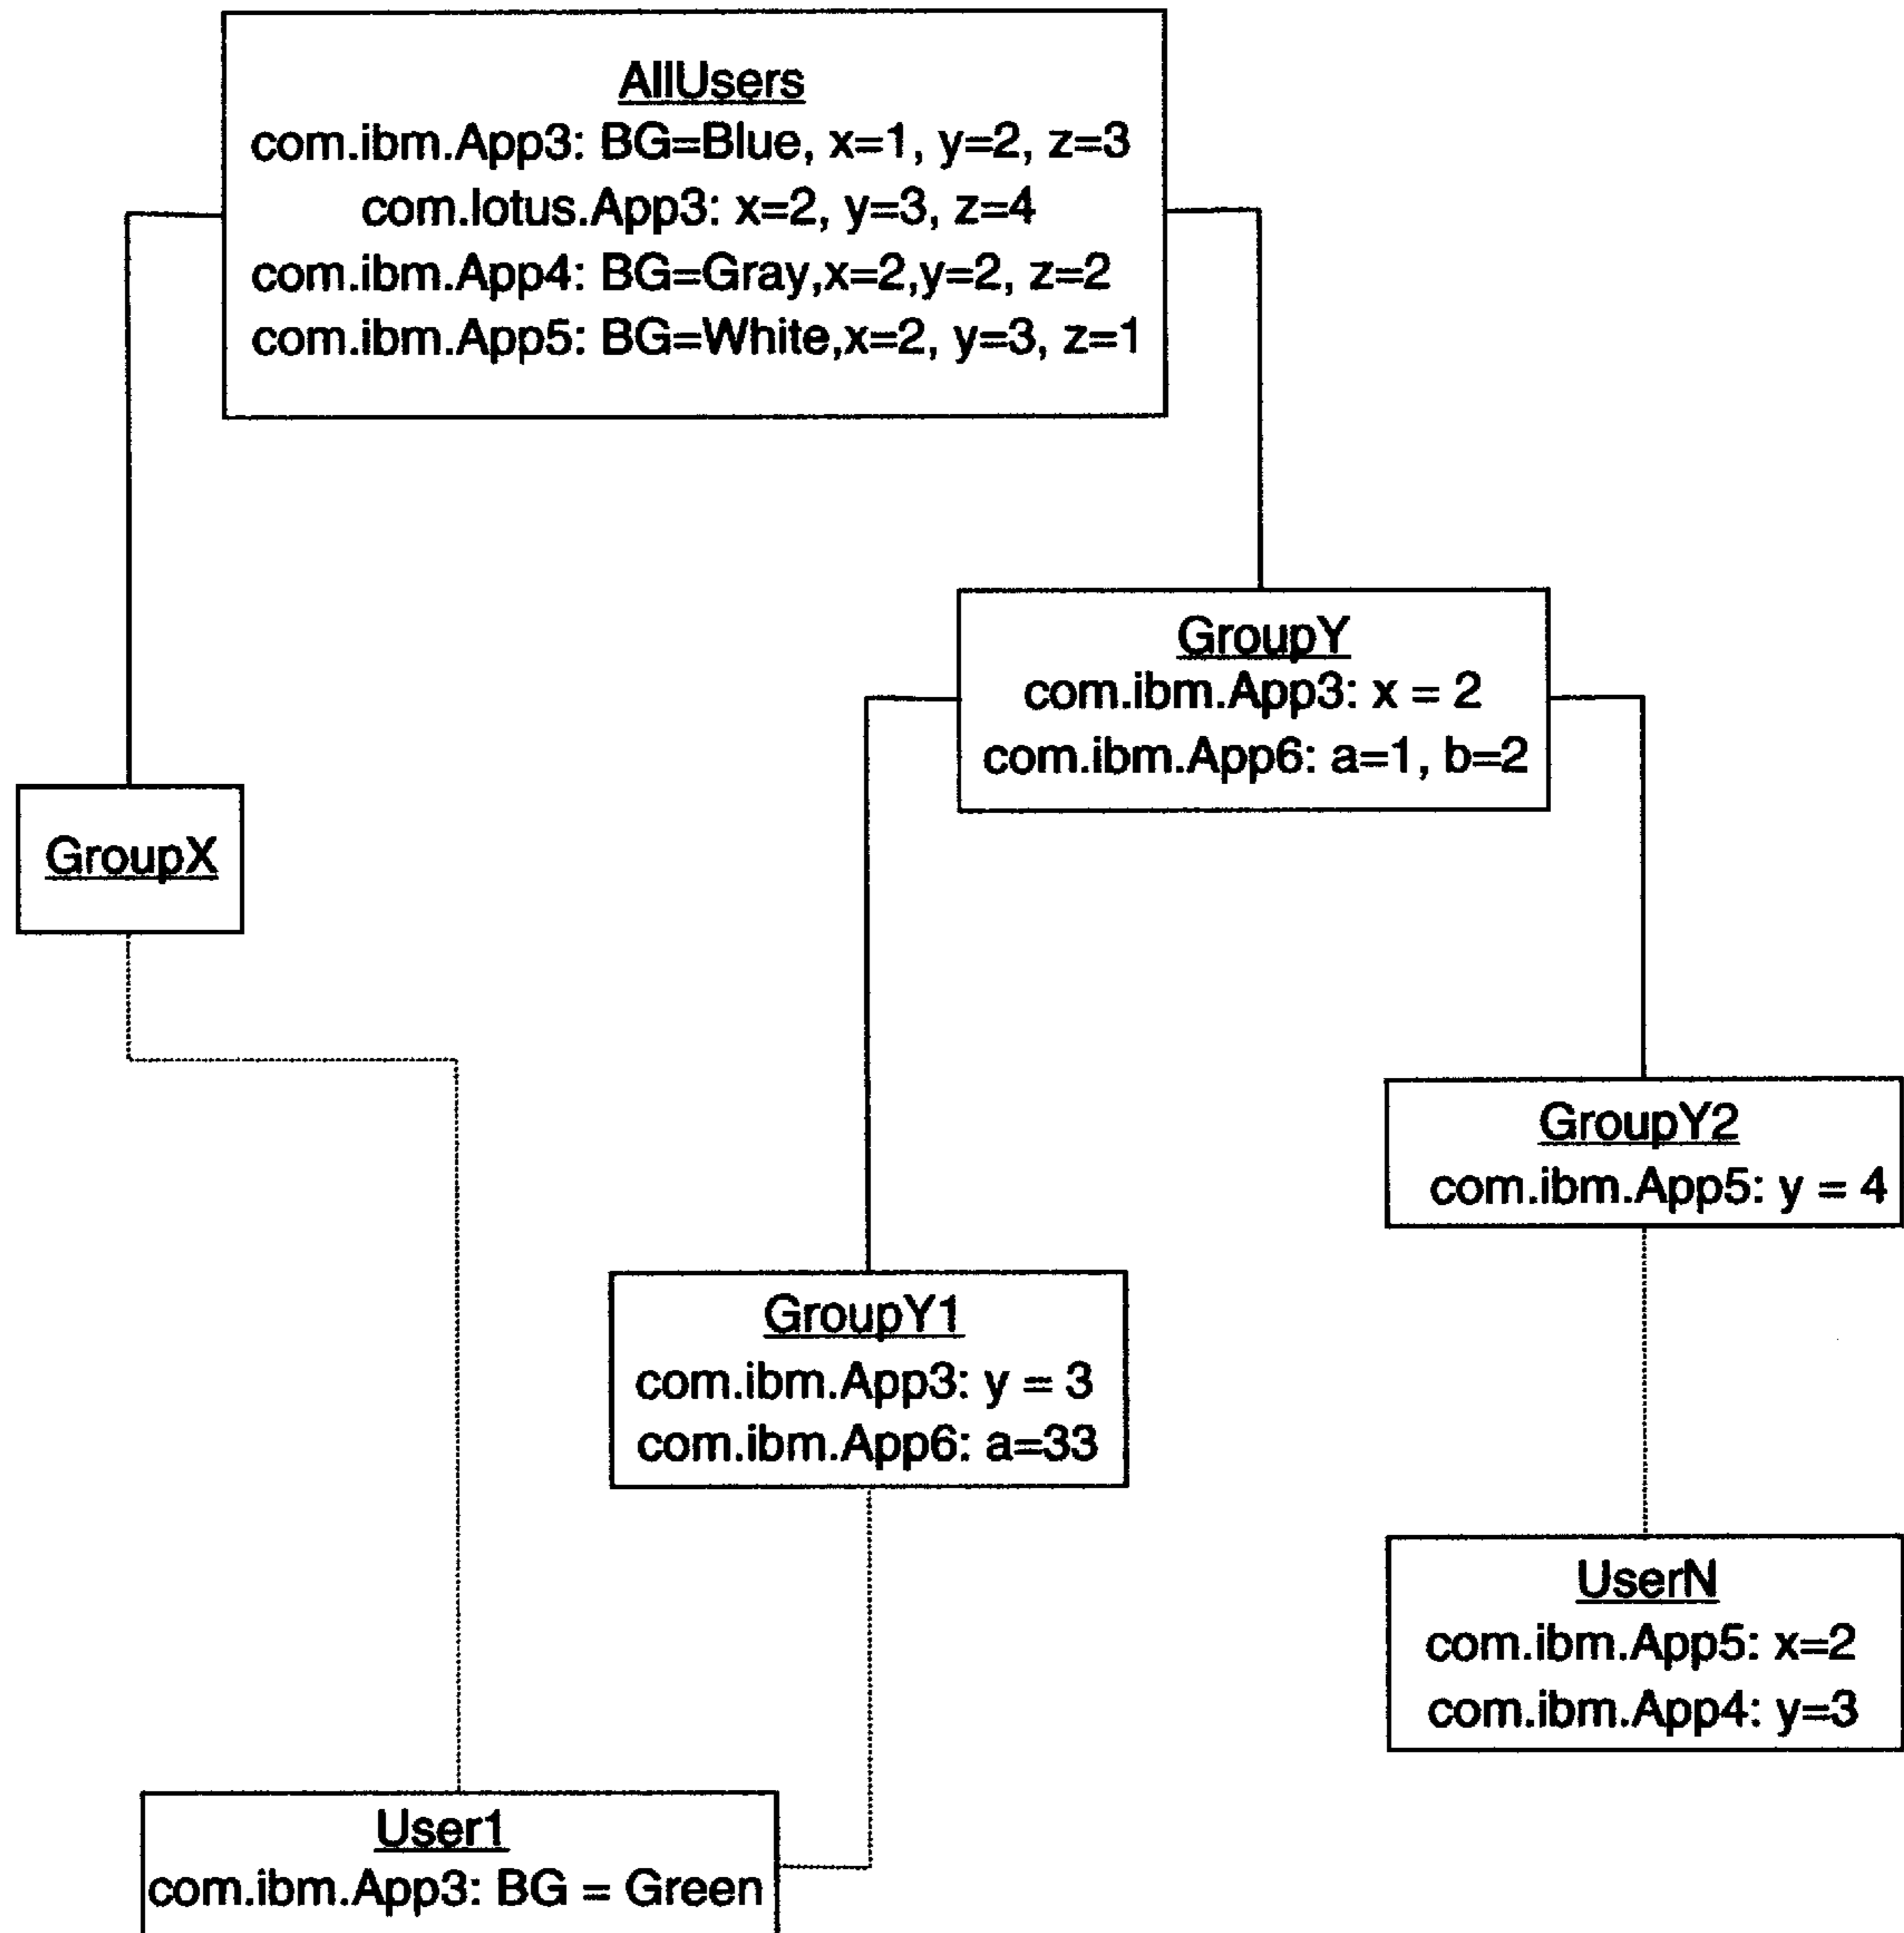 AllUsers
com.ibm.App3: BG=Blue, x=1, y=2, z=3
com.lotus.App3: x=2, y=3, z=4
com.ibm.App4: BG=Gray,x=2,y=2, z=2
com.ibm.App5: BG=White,x=2, y=3, z=1
GroupY
com.ibm.App3: x = 2
com.ibm.App6: a=1, b=2
GroupX
GroupY2
com.ibm.App5: y = 4
GroupY1
com.ibm.App3: y = 3
com.ibm.App6: a=33
UserN
com.ibm.App5: x=2
com.ibm.App4: y=3
User1
com.ibm.App3: BG = Green